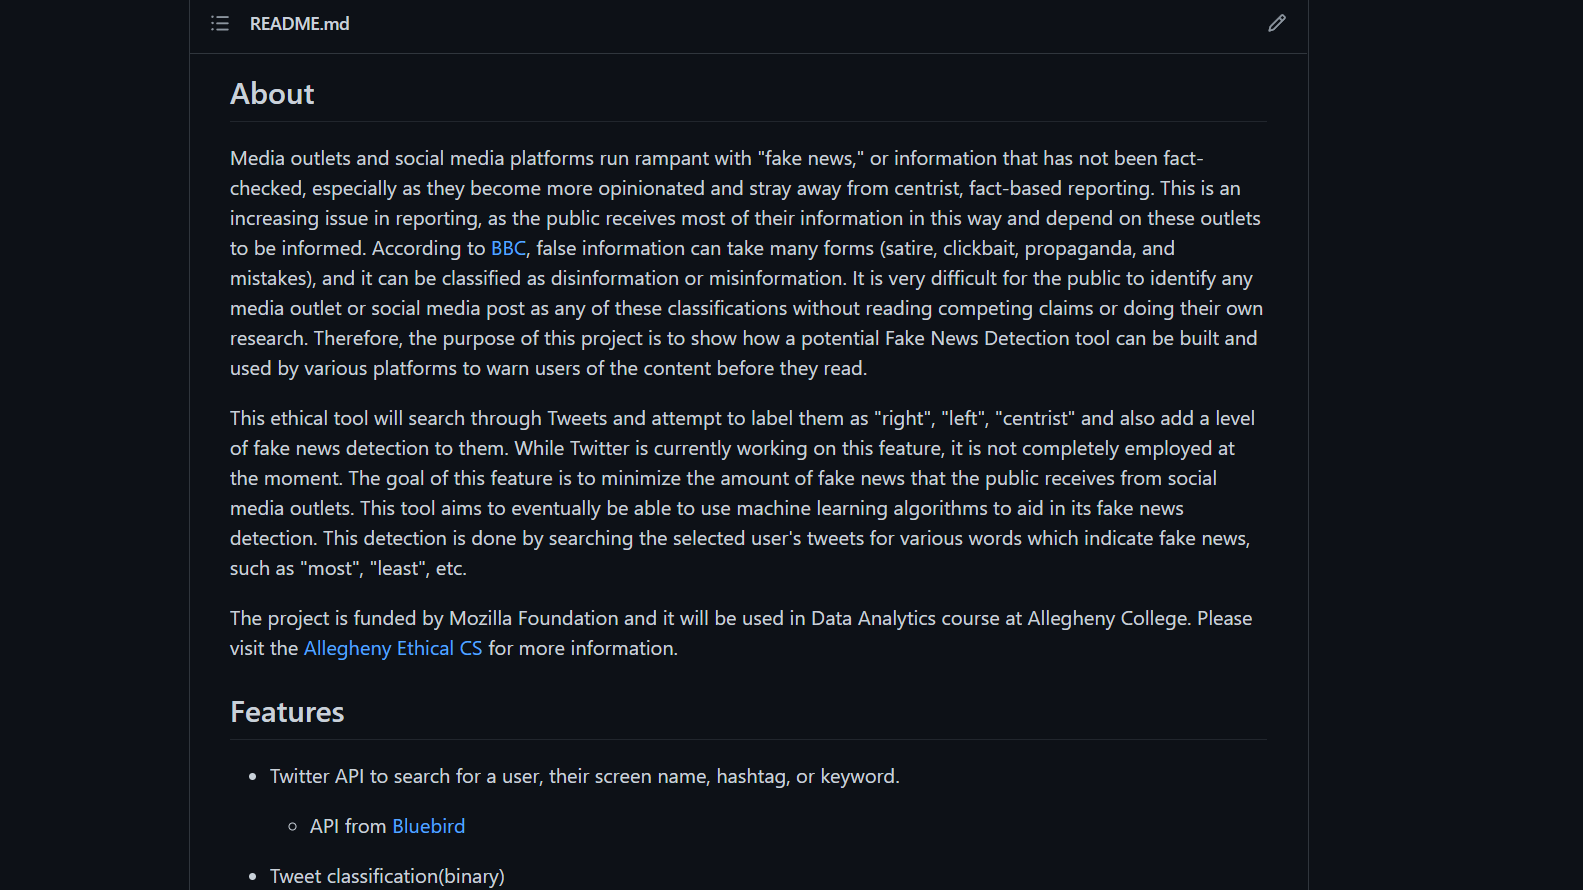 README.md
About
Media outlets and social media platforms run rampant with "fake news," or information that has not been fact-
checked, especially as they become more opinionated and stray away from centrist, fact-based reporting. This is an
increasing issue in reporting, as the public receives most of their information in this way and depend on these outlets
to be informed. According to BBC, false information can take many forms (satire, clickbait, propaganda, and
mistakes), and it can be classified as disinformation or misinformation. It is very difficult for the public to identify any
media outlet or social media post as any of these classifications without reading competing claims or doing their own
research. Therefore, the purpose of this project is to show how a potential Fake News Detection tool can be built and
used by various platforms to warn users of the content before they read.
This ethical tool will search through Tweets and attempt to label them as "right", "left", "centrist" and also add a level
of fake news detection to them. While Twitter is currently working on this feature, it is not completely employed at
the moment. The goal of this feature is to minimize the amount of fake news that the public receives from social
media outlets. This tool aims to eventually be able to use machine learning algorithms to aid in its fake news
detection. This detection is done by searching the selected user's tweets for various words which indicate fake news,
such as "most", "least", etc.
The project is funded by Mozilla Foundation and it will be used in Data Analytics course at Allegheny College. Please
visit the Allegheny Ethical CS for more information.
Features
• Twitter API to search for a user, their screen name, hashtag, or keyword.
◦ API from Bluebird
• Tweet classification(binary)